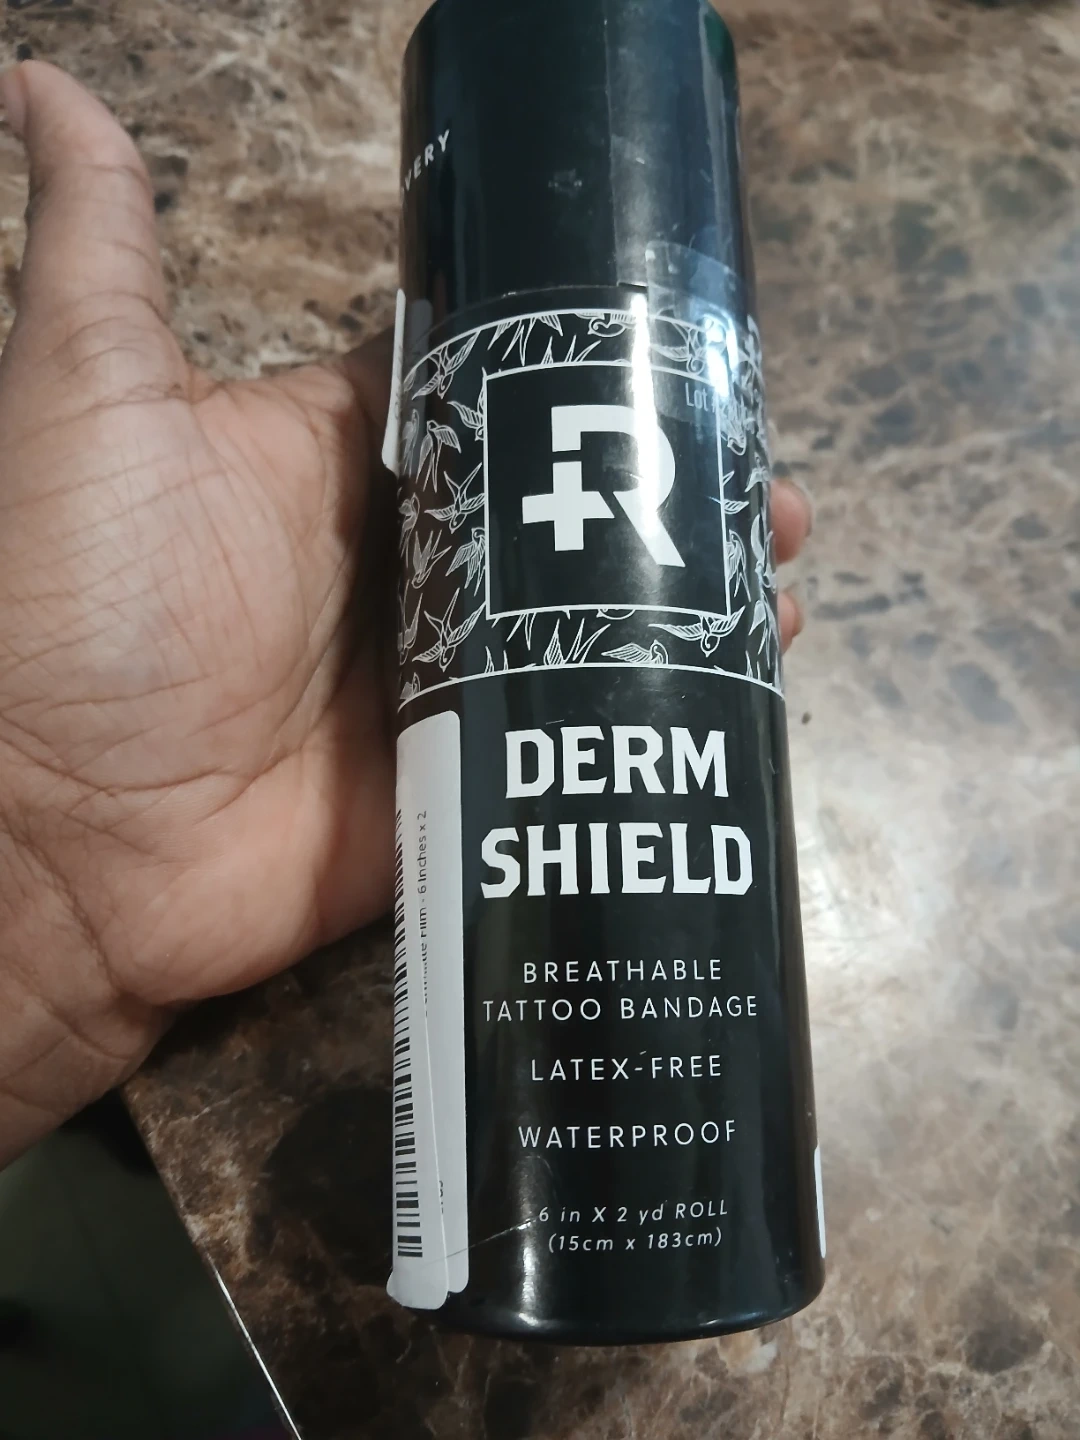 R
Lot
DERM
SHIELD
BREATHABLE
TATTOO BANDAGE
LATEX-FREE
WATERPROOF
6 in X 2 yd ROLL
(15cm x 183cm)
Film - 6 Inches x 2